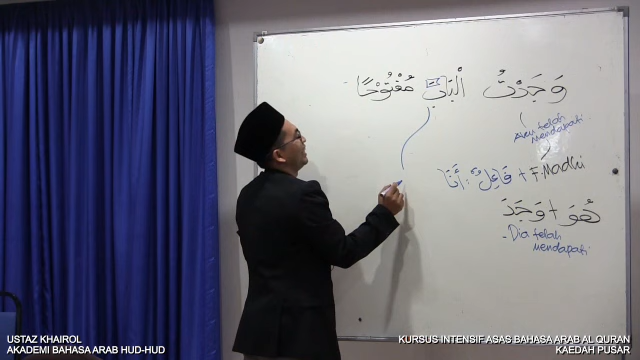 وَجَدْتُ الْبَابَ مَفْتُوْحًا
Aku telah
mendapati
F. Madhi + فَاعِلٌ : أَنَا
هُوَ + وَجَدَ
- Dia telah
mendapati
USTAZ KHAIROL
AKADEMI BAHASA ARAB HUD-HUD
KURSUS INTENSIF ASAS BAHASA ARAB AL QURAN
KAEDAH PUSAR